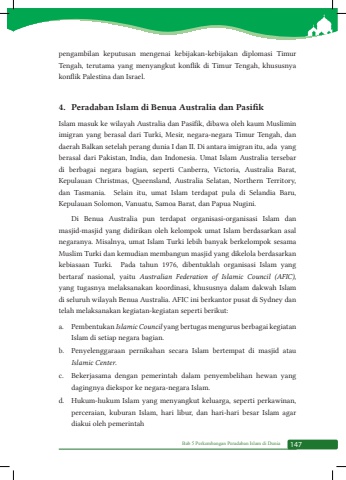 pengambilan keputusan mengenai kebijakan-kebijakan diplomasi Timur
Tengah, terutama yang menyangkut konflik di Timur Tengah, khususnya
konflik Palestina dan Israel.
4. Peradaban Islam di Benua Australia dan Pasifik
Islam masuk ke wilayah Australia dan Pasifik, dibawa oleh kaum Muslimin
imigran yang berasal dari Turki, Mesir, negara-negara Timur Tengah, dan
daerah Balkan setelah perang dunia I dan II. Di antara imigran itu, ada yang
berasal dari Pakistan, India, dan Indonesia. Umat Islam Australia tersebar
di berbagai negara bagian, seperti Canberra, Victoria, Australia Barat,
Kepulauan Christmas, Queensland, Australia Selatan, Northern Territory,
dan Tasmania. Selain itu, umat Islam terdapat pula di Selandia Baru,
Kepulauan Solomon, Vanuatu, Samoa Barat, dan Papua Nugini.
Di Benua Australia pun terdapat organisasi-organisasi Islam dan
masjid-masjid yang didirikan oleh kelompok umat Islam berdasarkan asal
negaranya. Misalnya, umat Islam Turki lebih banyak berkelompok sesama
Muslim Turki dan kemudian membangun masjid yang dikelola berdasarkan
kebiasaan Turki. Pada tahun 1976, dibentuklah organisasi Islam yang
bertaraf nasional, yaitu Australian Federation of Islamic Council (AFIC),
yang tugasnya melaksanakan koordinasi, khususnya dalam dakwah Islam
di seluruh wilayah Benua Australia. AFIC ini berkantor pusat di Sydney dan
telah melaksanakan kegiatan-kegiatan seperti berikut:
a. Pembentukan Islamic Council yang bertugas mengurus berbagai kegiatan
Islam di setiap negara bagian.
b. Penyelenggaraan pernikahan secara Islam bertempat di masjid atau
Islamic Center.
c. Bekerjasama dengan pemerintah dalam penyembelihan hewan yang
dagingnya diekspor ke negara-negara Islam.
d. Hukum-hukum Islam yang menyangkut keluarga, seperti perkawinan,
perceraian, kuburan Islam, hari libur, dan hari-hari besar Islam agar
diakui oleh pemerintah
Bab 5 Perkembangan Peradaban Islam di Dunia 147